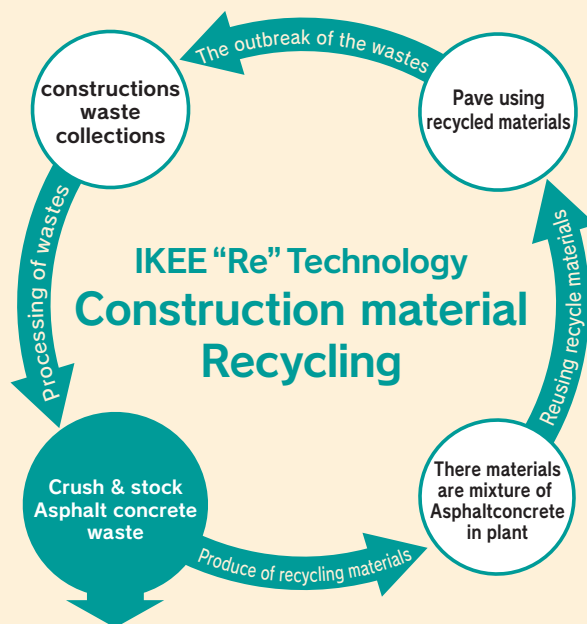 The outbreak of the wastes
constructions
waste
collections
Pave using
recycled materials
Processing of wastes
IKEE “Re” Technology
Construction material
Recycling
Reusing recycle materials
Crush & stock
Asphalt concrete
waste
There materials
are mixture of
Asphaltconcrete
in plant
Produce of recycling materials